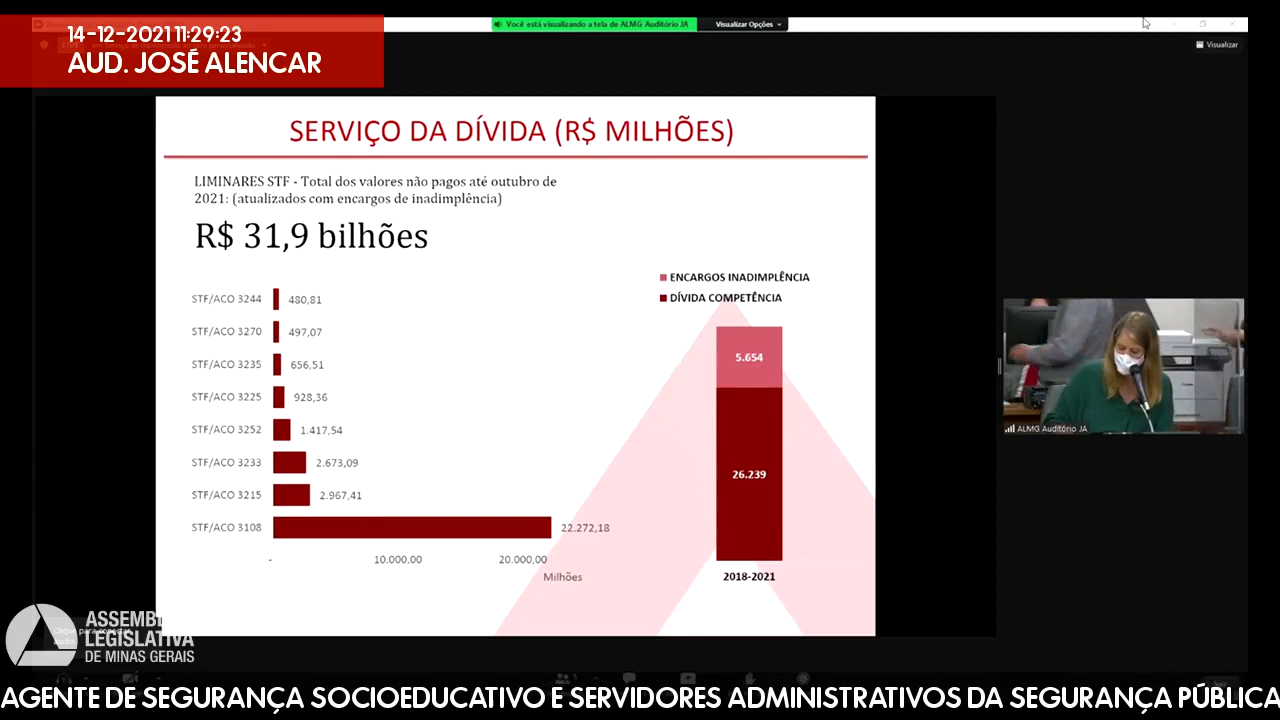 14-12-2021 11:29:23
AUD. JOSÉ ALENCAR
Você está visualizando a tela de ALMG Auditório JA
Visualizar Opções
Visualizar
SERVIÇO DA DÍVIDA (R$ MILHÕES)
LIMINARES STF - Total dos valores não pagos até outubro de
2021: (atualizados com encargos de inadimplência)
R$ 31,9 bilhões
ENCARGOS INADIMPLÊNCIA
DÍVIDA COMPETÊNCIA
STF/ACO 3244 480,81
STF/ACO 3270 497,07
STF/ACO 3235 656,51
STF/ACO 3225 928,36
STF/ACO 3252 1.417,54
STF/ACO 3233 2.673,09
STF/ACO 3215 2.967,41
STF/ACO 3108 22.272,18
- 10.000,00 20.000,00
Milhões
5.654
26.239
2018-2021
ALMG Auditório JA
ASSEMBL
LEGISLATIVA
DE MINAS GERAIS
AGENTE DE SEGURANÇA SOCIOEDUCATIVO E SERVIDORES ADMINISTRATIVOS DA SEGURANÇA PÚBLICA